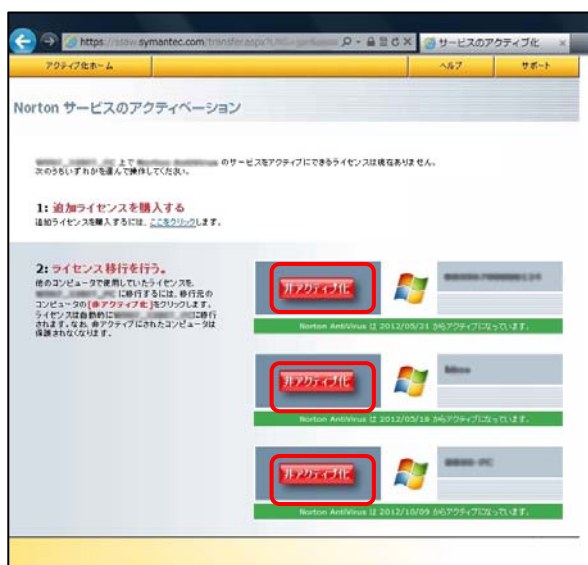 https://ssaw.symantec.com/transfer.aspx
サービスのアクティブ化
アクティブ化ホーム
ヘルプ
サポート
Norton サービスのアクティベーション
上で のサービスをアクティブにできるライセンスは現在ありません。
次のうちいずれかを選んで操作してください。
1: 追加ライセンスを購入する
追加ライセンスを購入するには、ここをクリックします。
2: ライセンス移行を行う。
他のコンピュータで使用していたライセンスを
に移行するには、移行元の
コンピュータの[非アクティブ化]をクリックします。
ライセンスは自動的に に移行
されます。なお、非アクティブにされたコンピュータは
保護されなくなります。
非アクティブ化
Norton AntiVirus は 2012/05/21 からアクティブになっています。
非アクティブ化
Norton AntiVirus は 2012/05/18 からアクティブになっています。
非アクティブ化
Norton AntiVirus は 2012/10/09 からアクティブになっています。